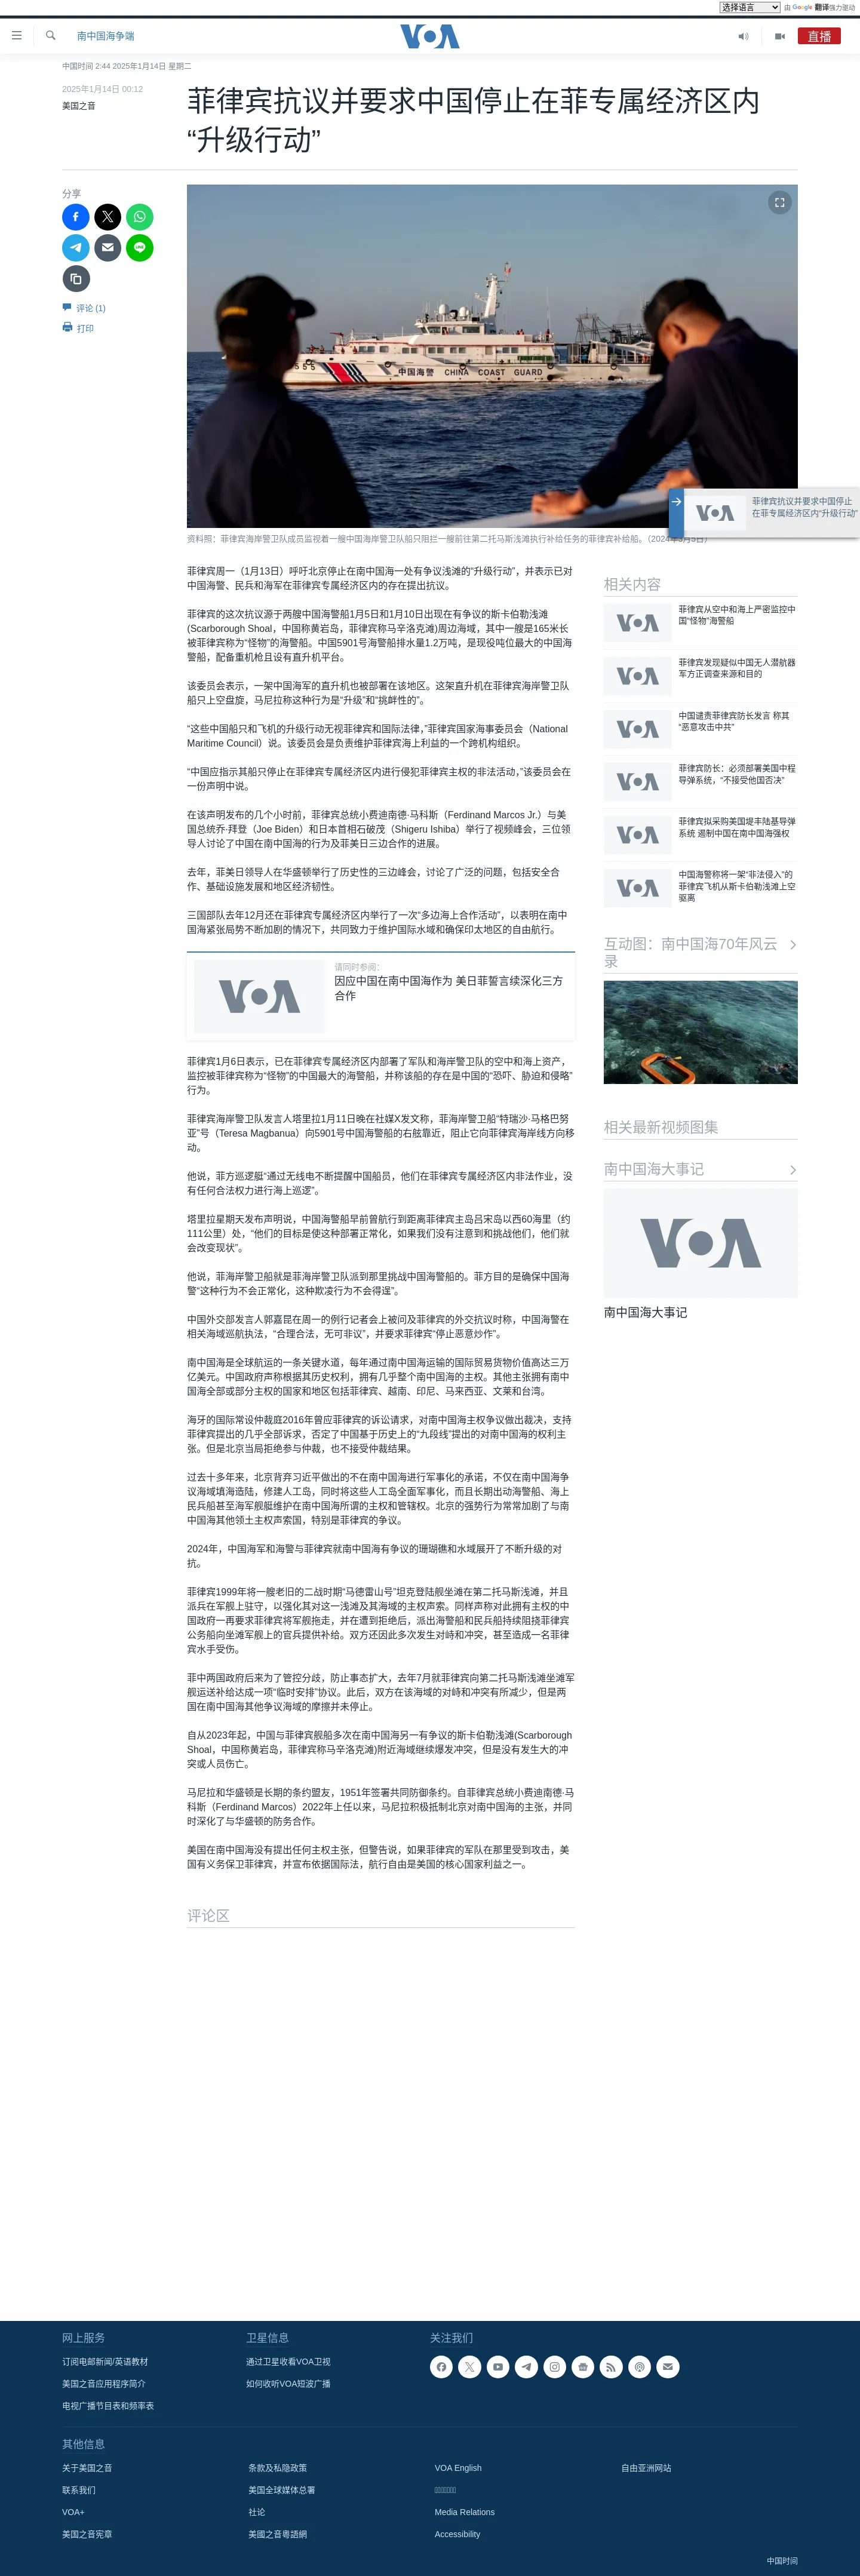 选择语言 由 Google 翻译强力驱动
南中国海争端
VOA
直播
中国时间 2:44 2025年1月14日 星期二
2025年1月14日 00:12
美国之音
菲律宾抗议并要求中国停止在菲专属经济区内
“升级行动”
分享
评论 (1)
打印
中国海警 CHINA COAST GUARD
VOA
菲律宾抗议并要求中国停止
在菲专属经济区内“升级行动”
资料照：菲律宾海岸警卫队成员监视着一艘中国海岸警卫队船只阻拦一艘前往第二托马斯浅滩执行补给任务的菲律宾补给船。（2024年3月5日）
菲律宾周一（1月13日）呼吁北京停止在南中国海一处有争议浅滩的“升级行动”，并表示已对
中国海警、民兵和海军在菲律宾专属经济区内的存在提出抗议。
菲律宾的这次抗议源于两艘中国海警船1月5日和1月10日出现在有争议的斯卡伯勒浅滩
(Scarborough Shoal，中国称黄岩岛，菲律宾称马辛洛克滩)周边海域，其中一艘是165米长
被菲律宾称为“怪物”的海警船。中国5901号海警船排水量1.2万吨，是现役吨位最大的中国海
警船，配备重机枪且设有直升机平台。
该委员会表示，一架中国海军的直升机也被部署在该地区。这架直升机在菲律宾海岸警卫队
船只上空盘旋，马尼拉称这种行为是“升级”和“挑衅性的”。
“这些中国船只和飞机的升级行动无视菲律宾和国际法律，”菲律宾国家海事委员会（National
Maritime Council）说。该委员会是负责维护菲律宾海上利益的一个跨机构组织。
“中国应指示其船只停止在菲律宾专属经济区内进行侵犯菲律宾主权的非法活动，”该委员会在
一份声明中说。
在该声明发布的几个小时前，菲律宾总统小费迪南德·马科斯（Ferdinand Marcos Jr.）与美
国总统乔·拜登（Joe Biden）和日本首相石破茂（Shigeru Ishiba）举行了视频峰会，三位领
导人讨论了中国在南中国海的行为及菲美日三边合作的进展。
去年，菲美日领导人在华盛顿举行了历史性的三边峰会，讨论了广泛的问题，包括安全合
作、基础设施发展和地区经济韧性。
三国部队去年12月还在菲律宾专属经济区内举行了一次“多边海上合作活动”，以表明在南中
国海紧张局势不断加剧的情况下，共同致力于维护国际水域和确保印太地区的自由航行。
VOA
请同时参阅：
因应中国在南中国海作为 美日菲誓言续深化三方
合作
菲律宾1月6日表示，已在菲律宾专属经济区内部署了军队和海岸警卫队的空中和海上资产，
监控被菲律宾称为“怪物”的中国最大的海警船，并称该船的存在是中国的“恐吓、胁迫和侵略”
行为。
菲律宾海岸警卫队发言人塔里拉1月11日晚在社媒X发文称，菲海岸警卫船“特瑞沙·马格巴努
亚”号（Teresa Magbanua）向5901号中国海警船的右舷靠近，阻止它向菲律宾海岸线方向移
动。
他说，菲方巡逻艇“通过无线电不断提醒中国船员，他们在菲律宾专属经济区内非法作业，没
有任何合法权力进行海上巡逻”。
塔里拉星期天发布声明说，中国海警船早前曾航行到距离菲律宾主岛吕宋岛以西60海里（约
111公里）处，“他们的目标是使这种部署正常化，如果我们没有注意到和挑战他们，他们就
会改变现状”。
他说，菲海岸警卫船就是菲海岸警卫队派到那里挑战中国海警船的。菲方目的是确保中国海
警“这种行为不会正常化，这种欺凌行为不会得逞”。
中国外交部发言人郭嘉昆在周一的例行记者会上被问及菲律宾的外交抗议时称，中国海警在
相关海域巡航执法，“合理合法，无可非议”，并要求菲律宾“停止恶意炒作”。
南中国海是全球航运的一条关键水道，每年通过南中国海运输的国际贸易货物价值高达三万
亿美元。中国政府声称根据其历史权利，拥有几乎整个南中国海的主权。其他主张拥有南中
国海全部或部分主权的国家和地区包括菲律宾、越南、印尼、马来西亚、文莱和台湾。
海牙的国际常设仲裁庭2016年曾应菲律宾的诉讼请求，对南中国海主权争议做出裁决，支持
菲律宾提出的几乎全部诉求，否定了中国基于历史上的“九段线”提出的对南中国海的权利主
张。但是北京当局拒绝参与仲裁，也不接受仲裁结果。
过去十多年来，北京背弃习近平做出的不在南中国海进行军事化的承诺，不仅在南中国海争
议海域填海造陆，修建人工岛，同时将这些人工岛全面军事化，而且长期出动海警船、海上
民兵船甚至海军舰艇维护在南中国海所谓的主权和管辖权。北京的强势行为常常加剧了与南
中国海其他领土主权声索国，特别是菲律宾的争议。
2024年，中国海军和海警与菲律宾就南中国海有争议的珊瑚礁和水域展开了不断升级的对
抗。
菲律宾1999年将一艘老旧的二战时期“马德雷山号”坦克登陆舰坐滩在第二托马斯浅滩，并且
派兵在军舰上驻守，以强化其对这一浅滩及其海域的主权声索。同样声称对此拥有主权的中
国政府一再要求菲律宾将军舰拖走，并在遭到拒绝后，派出海警船和民兵船持续阻挠菲律宾
公务船向坐滩军舰上的官兵提供补给。双方还因此多次发生对峙和冲突，甚至造成一名菲律
宾水手受伤。
菲中两国政府后来为了管控分歧，防止事态扩大，去年7月就菲律宾向第二托马斯浅滩坐滩军
舰运送补给达成一项“临时安排”协议。此后，双方在该海域的对峙和冲突有所减少，但是两
国在南中国海其他争议海域的摩擦并未停止。
自从2023年起，中国与菲律宾舰船多次在南中国海另一有争议的斯卡伯勒浅滩(Scarborough
Shoal，中国称黄岩岛，菲律宾称马辛洛克滩)附近海域继续爆发冲突，但是没有发生大的冲
突或人员伤亡。
马尼拉和华盛顿是长期的条约盟友，1951年签署共同防御条约。自菲律宾总统小费迪南德·马
科斯（Ferdinand Marcos）2022年上任以来，马尼拉积极抵制北京对南中国海的主张，并同
时深化了与华盛顿的防务合作。
美国在南中国海没有提出任何主权主张，但警告说，如果菲律宾的军队在那里受到攻击，美
国有义务保卫菲律宾，并宣布依据国际法，航行自由是美国的核心国家利益之一。
评论区
相关内容
VOA
菲律宾从空中和海上严密监控中
国“怪物”海警船
VOA
菲律宾发现疑似中国无人潜航器
军方正调查来源和目的
VOA
中国谴责菲律宾防长发言 称其
“恶意攻击中共”
VOA
菲律宾防长：必须部署美国中程
导弹系统，“不接受他国否决”
VOA
菲律宾拟采购美国堤丰陆基导弹
系统 遏制中国在南中国海强权
VOA
中国海警称将一架“非法侵入”的
菲律宾飞机从斯卡伯勒浅滩上空
驱离
互动图：南中国海70年风云
录
相关最新视频图集
南中国海大事记
VOA
南中国海大事记
网上服务
订阅电邮新闻/英语教材
美国之音应用程序简介
电视广播节目表和频率表
卫星信息
通过卫星收看VOA卫视
如何收听VOA短波广播
关注我们
其他信息
关于美国之音
联系我们
VOA+
美国之音宪章
条款及私隐政策
美国全球媒体总署
社论
美國之音粵語網
VOA English
Media Relations
Accessibility
自由亚洲网站
中国时间